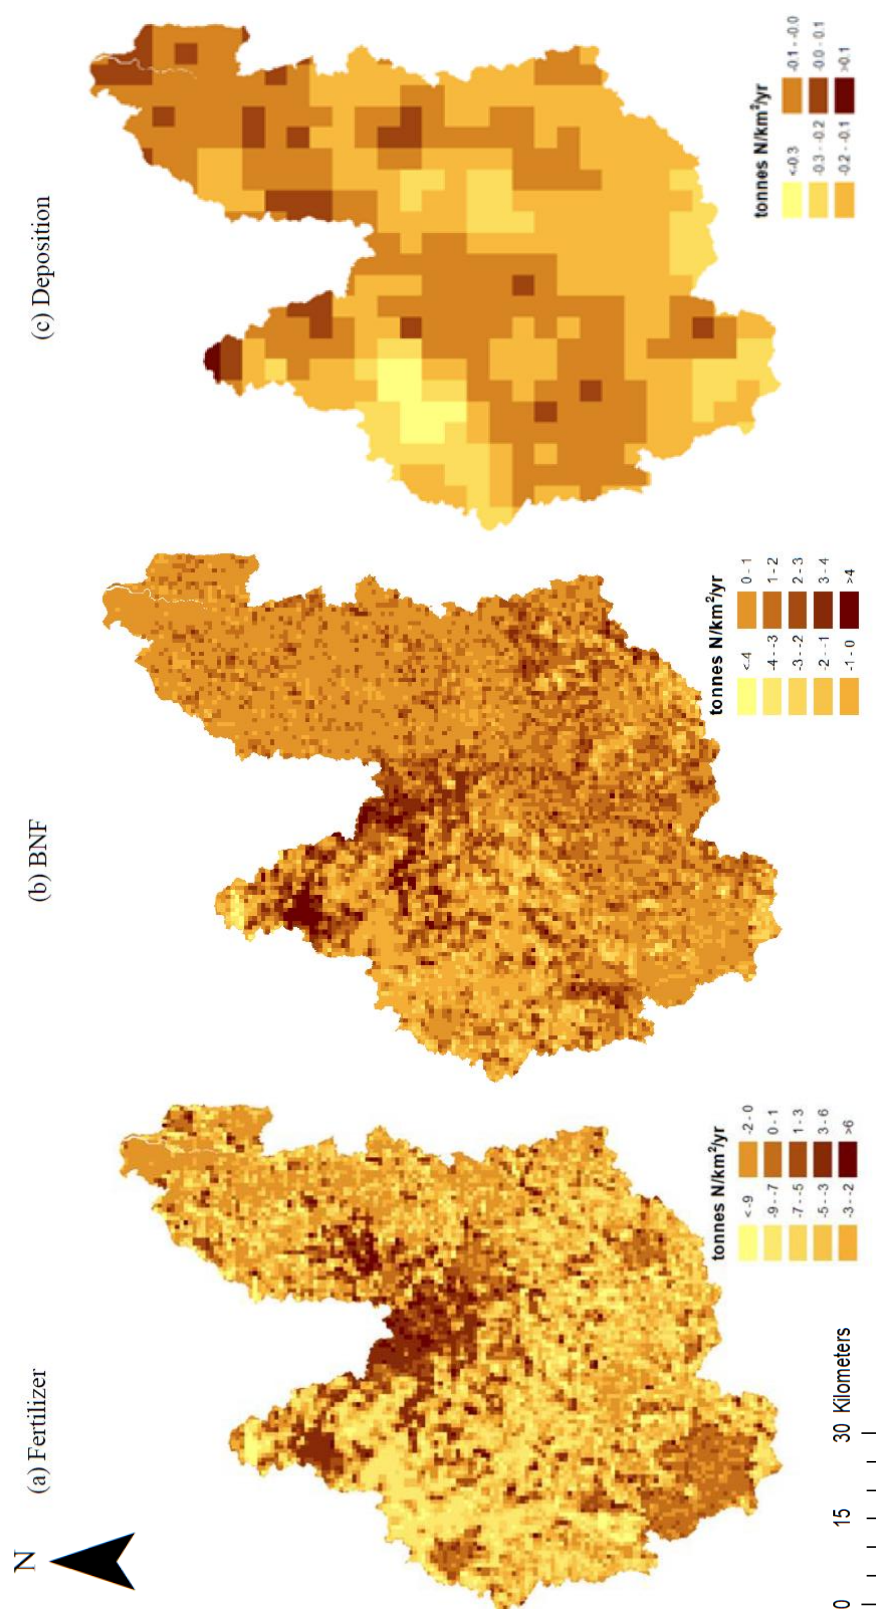 N
(a) Fertilizer
(b) BNF
(c) Deposition
tonnes N/km²/yr
<-9
-9 - -7
-7 - -5
-5 - -3
-3 - -2
-2 - 0
0 - 1
1 - 3
3 - 6
>6
tonnes N/km²/yr
<-4
-4 - -3
-3 - -2
-2 - -1
-1 - 0
0 - 1
1 - 2
2 - 3
3 - 4
>4
tonnes N/km²/yr
<-0.3
-0.3 - -0.2
-0.2 - -0.1
-0.1 - -0.0
-0.0 - 0.1
>0.1
0 15 30 Kilometers